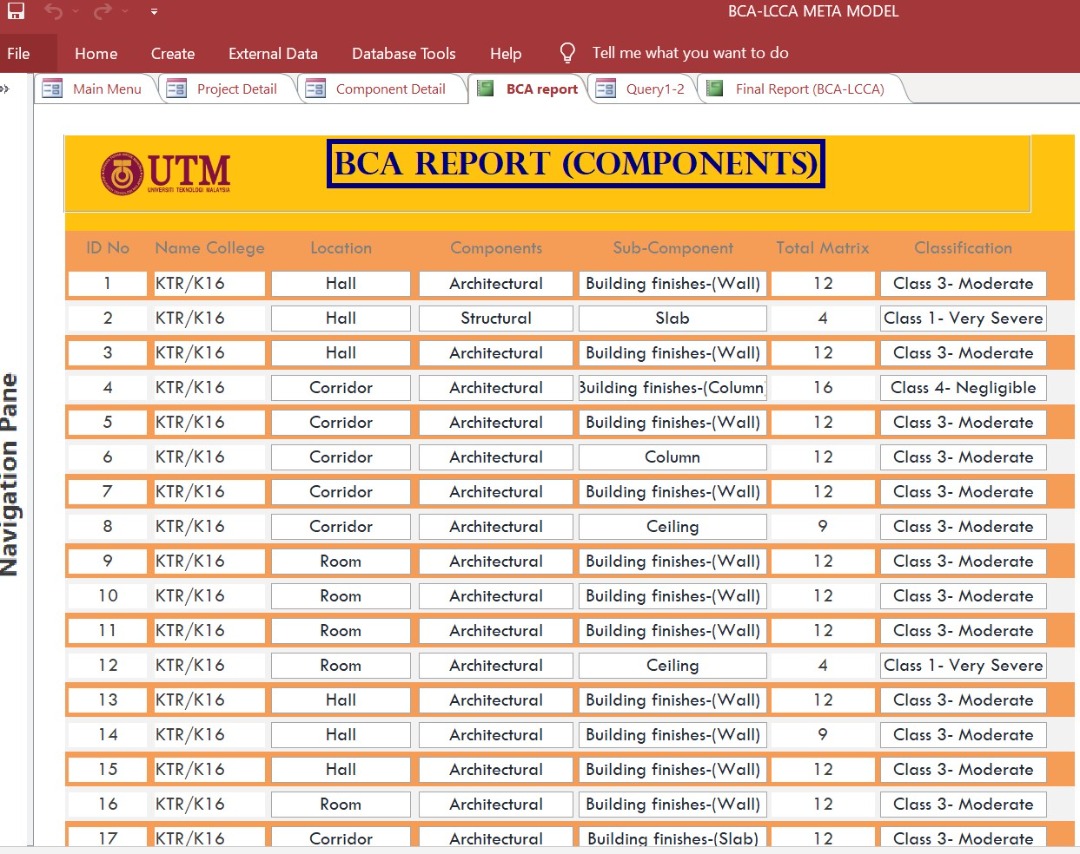 BCA-LCCA META MODEL
File Home Create External Data Database Tools Help Tell me what you want to do
Main Menu Project Detail Component Detail BCA report Query1-2 Final Report (BCA-LCCA)
Navigation Pane
UTM
UNIVERSITI TEKNOLOGI MALAYSIA
BCA REPORT (COMPONENTS)
ID No Name College Location Components Sub-Component Total Matrix Classification
1 KTR/K16 Hall Architectural Building finishes-(Wall) 12 Class 3- Moderate
2 KTR/K16 Hall Structural Slab 4 Class 1- Very Severe
3 KTR/K16 Hall Architectural Building finishes-(Wall) 12 Class 3- Moderate
4 KTR/K16 Corridor Architectural Building finishes-(Column) 16 Class 4- Negligible
5 KTR/K16 Corridor Architectural Building finishes-(Wall) 12 Class 3- Moderate
6 KTR/K16 Corridor Architectural Column 12 Class 3- Moderate
7 KTR/K16 Corridor Architectural Building finishes-(Wall) 12 Class 3- Moderate
8 KTR/K16 Corridor Architectural Ceiling 9 Class 3- Moderate
9 KTR/K16 Room Architectural Building finishes-(Wall) 12 Class 3- Moderate
10 KTR/K16 Room Architectural Building finishes-(Wall) 12 Class 3- Moderate
11 KTR/K16 Room Architectural Building finishes-(Wall) 12 Class 3- Moderate
12 KTR/K16 Room Architectural Ceiling 4 Class 1- Very Severe
13 KTR/K16 Hall Architectural Building finishes-(Wall) 12 Class 3- Moderate
14 KTR/K16 Hall Architectural Building finishes-(Wall) 9 Class 3- Moderate
15 KTR/K16 Hall Architectural Building finishes-(Wall) 12 Class 3- Moderate
16 KTR/K16 Room Architectural Building finishes-(Wall) 12 Class 3- Moderate
17 KTR/K16 Corridor Architectural Building finishes-(Slab) 12 Class 3- Moderate